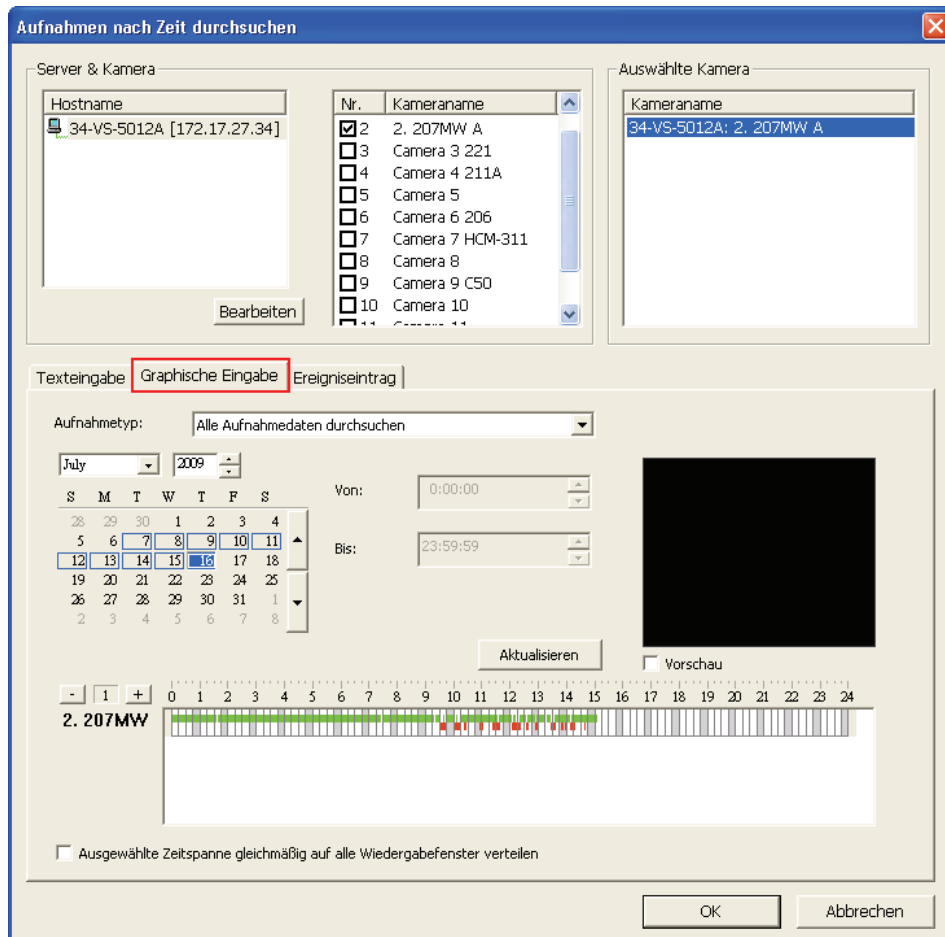 Aufnahmen nach Zeit durchsuchen
Server & Kamera
Hostname
34-VS-5012A [172.17.27.34]
Bearbeiten
Nr. Kameraname
2 2. 207MW A
3 Camera 3 221
4 Camera 4 211A
5 Camera 5
6 Camera 6 206
7 Camera 7 HCM-311
8 Camera 8
9 Camera 9 C50
10 Camera 10
11 Camera 11
Auswählte Kamera
Kameraname
34-VS-5012A: 2. 207MW A
Texteingabe Graphische Eingabe Ereigniseintrag
Aufnahmetyp: Alle Aufnahmedaten durchsuchen
July 2009
S M T W T F S
28 29 30 1 2 3 4
5 6 7 8 9 10 11
12 13 14 15 16 17 18
19 20 21 22 23 24 25
26 27 28 29 30 31 1
2 3 4 5 6 7 8
Von: 0:00:00
Bis: 23:59:59
Aktualisieren
Vorschau
- 1 + 0 1 2 3 4 5 6 7 8 9 10 11 12 13 14 15 16 17 18 19 20 21 22 23 24
2. 207MW
Ausgewählte Zeitspanne gleichmäßig auf alle Wiedergabefenster verteilen
OK Abbrechen